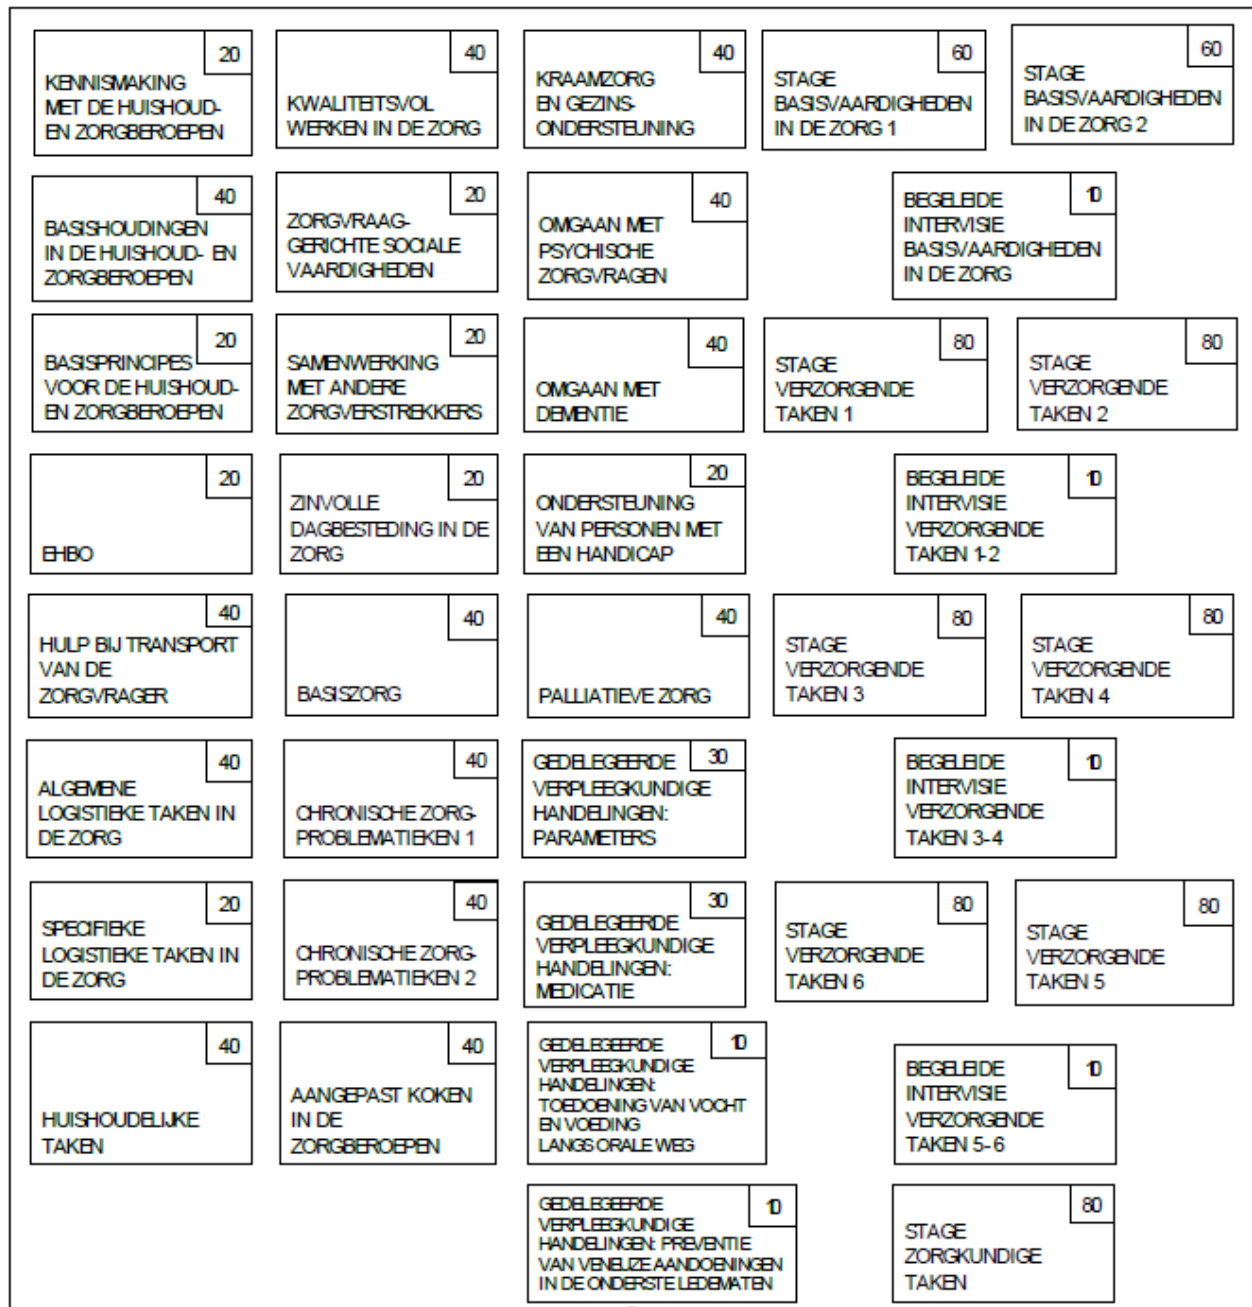 20
KENNISMAKING
MET DE HUISHOUD-
EN ZORGBEROEPEN
40
KWALITEITSVOL
WERKEN IN DE ZORG
40
KRAAMZORG
EN GEZINS-
ONDERSTEUNING
60
STAGE
BASISVAARDIGHEDEN
IN DE ZORG 1
60
STAGE
BASISVAARDIGHEDEN
IN DE ZORG 2
40
BASISHOUDINGEN
IN DE HUISHOUD- EN
ZORGBEROEPEN
20
ZORGVRAAG-
GERICHTE SOCIALE
VAARDIGHEDEN
40
OMGAAN MET
PSYCHISCHE
ZORGVRAGEN
10
BEGELEIDE
INTERVISIE
BASISVAARDIGHEDEN
IN DE ZORG
20
BASISPRINCIPES
VOOR DE HUISHOUD-
EN ZORGBEROEPEN
20
SAMENWERKING
MET ANDERE
ZORGVERSTREKKERS
40
OMGAAN MET
DEMENTIE
80
STAGE
VERZORGENDE
TAKEN 1
80
STAGE
VERZORGENDE
TAKEN 2
20
EHBO
20
ZINVOLLE
DAGBESTEDING IN DE
ZORG
20
ONDERSTEUNING
VAN PERSONEN MET
EEN HANDICAP
10
BEGELEIDE
INTERVISIE
VERZORGENDE
TAKEN 1-2
40
HULP BIJ TRANSPORT
VAN DE
ZORGVRAGER
40
BASISZORG
40
PALLIATIEVE ZORG
80
STAGE
VERZORGENDE
TAKEN 3
80
STAGE
VERZORGENDE
TAKEN 4
40
ALGEMENE
LOGISTIEKE TAKEN IN
DE ZORG
40
CHRONISCHE ZORG-
PROBLEMATIEKEN 1
30
GEDELEGEERDE
VERPLEEGKUNDIGE
HANDELINGEN:
PARAMETERS
10
BEGELEIDE
INTERVISIE
VERZORGENDE
TAKEN 3-4
20
SPECIFIEKE
LOGISTIEKE TAKEN IN
DE ZORG
40
CHRONISCHE ZORG-
PROBLEMATIEKEN 2
30
GEDELEGEERDE
VERPLEEGKUNDIGE
HANDELINGEN:
MEDICATIE
80
STAGE
VERZORGENDE
TAKEN 6
80
STAGE
VERZORGENDE
TAKEN 5
40
HUISHOUDELIJKE
TAKEN
40
AANGEPAST KOKEN
IN DE
ZORGBEROEPEN
10
GEDELEGEERDE
VERPLEEGKUNDIGE
HANDELINGEN:
TOEDOENING VAN VOCHT
EN VOEDING
LANGS ORALE WEG
10
BEGELEIDE
INTERVISIE
VERZORGENDE
TAKEN 5-6
10
GEDELEGEERDE
VERPLEEGKUNDIGE
HANDELINGEN: PREVENTIE
VAN VENEUZE AANDOENINGEN
IN DE ONDERSTE LEDEMATEN
80
STAGE
ZORGKUNDIGE
TAKEN